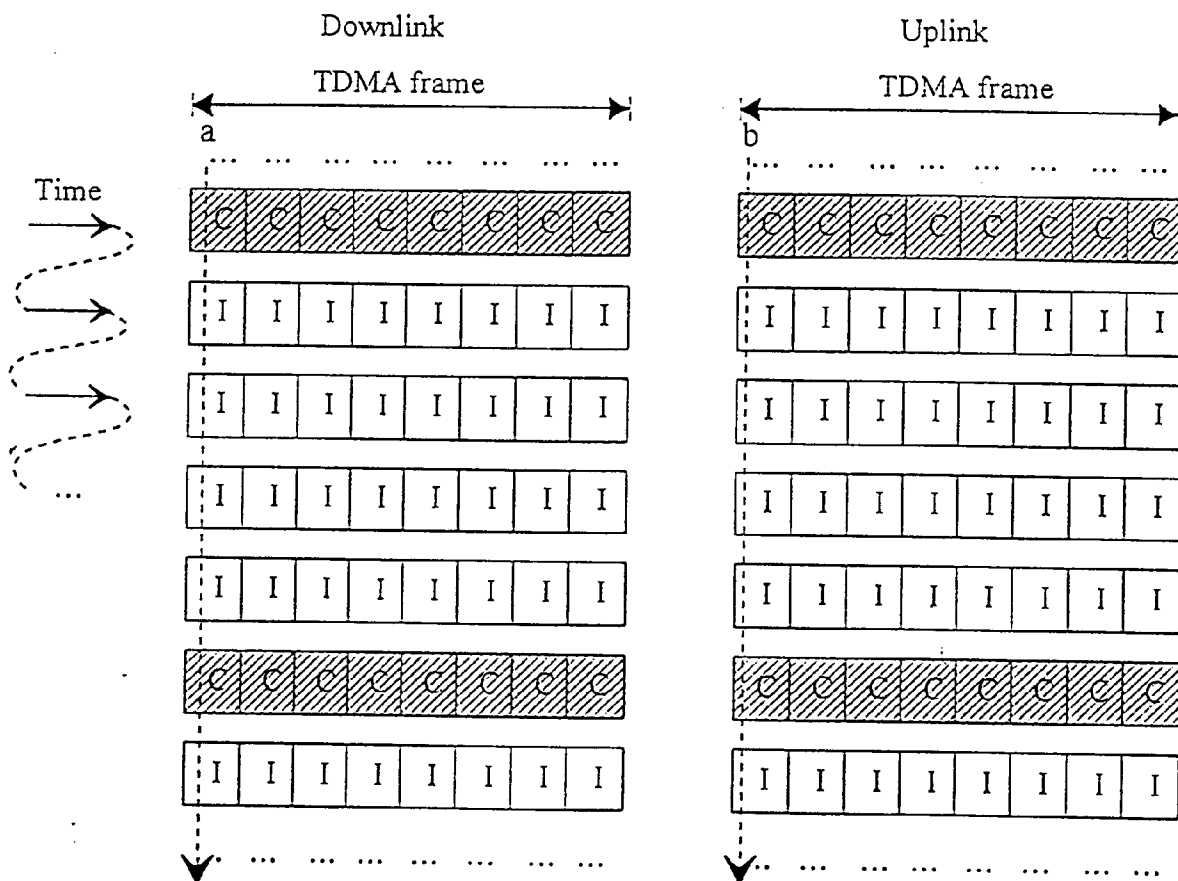 Downlink Uplink
TDMA frame TDMA frame
a b
... ... ... ... ... ... ... ... ... ... ... ... ... ... ... ...
Time
C C C C C C C C C C C C C C C C
I I I I I I I I I I I I I I I I
I I I I I I I I I I I I I I I I
...
I I I I I I I I I I I I I I I I
I I I I I I I I I I I I I I I I
C C C C C C C C C C C C C C C C
I I I I I I I I I I I I I I I I
... ... ... ... ... ... ... ... ... ... ... ... ... ... ... ...